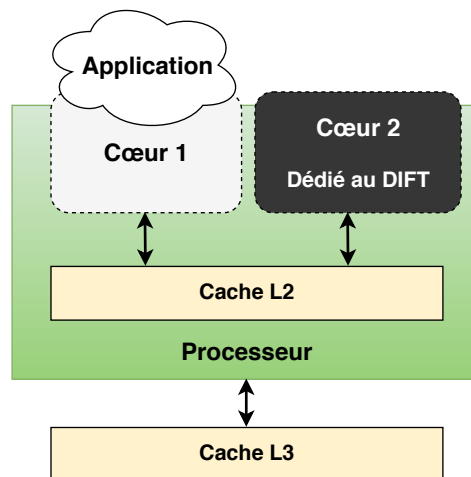 Application
Cœur 1
Cœur 2
Dédié au DIFT
Cache L2
Processeur
Cache L3